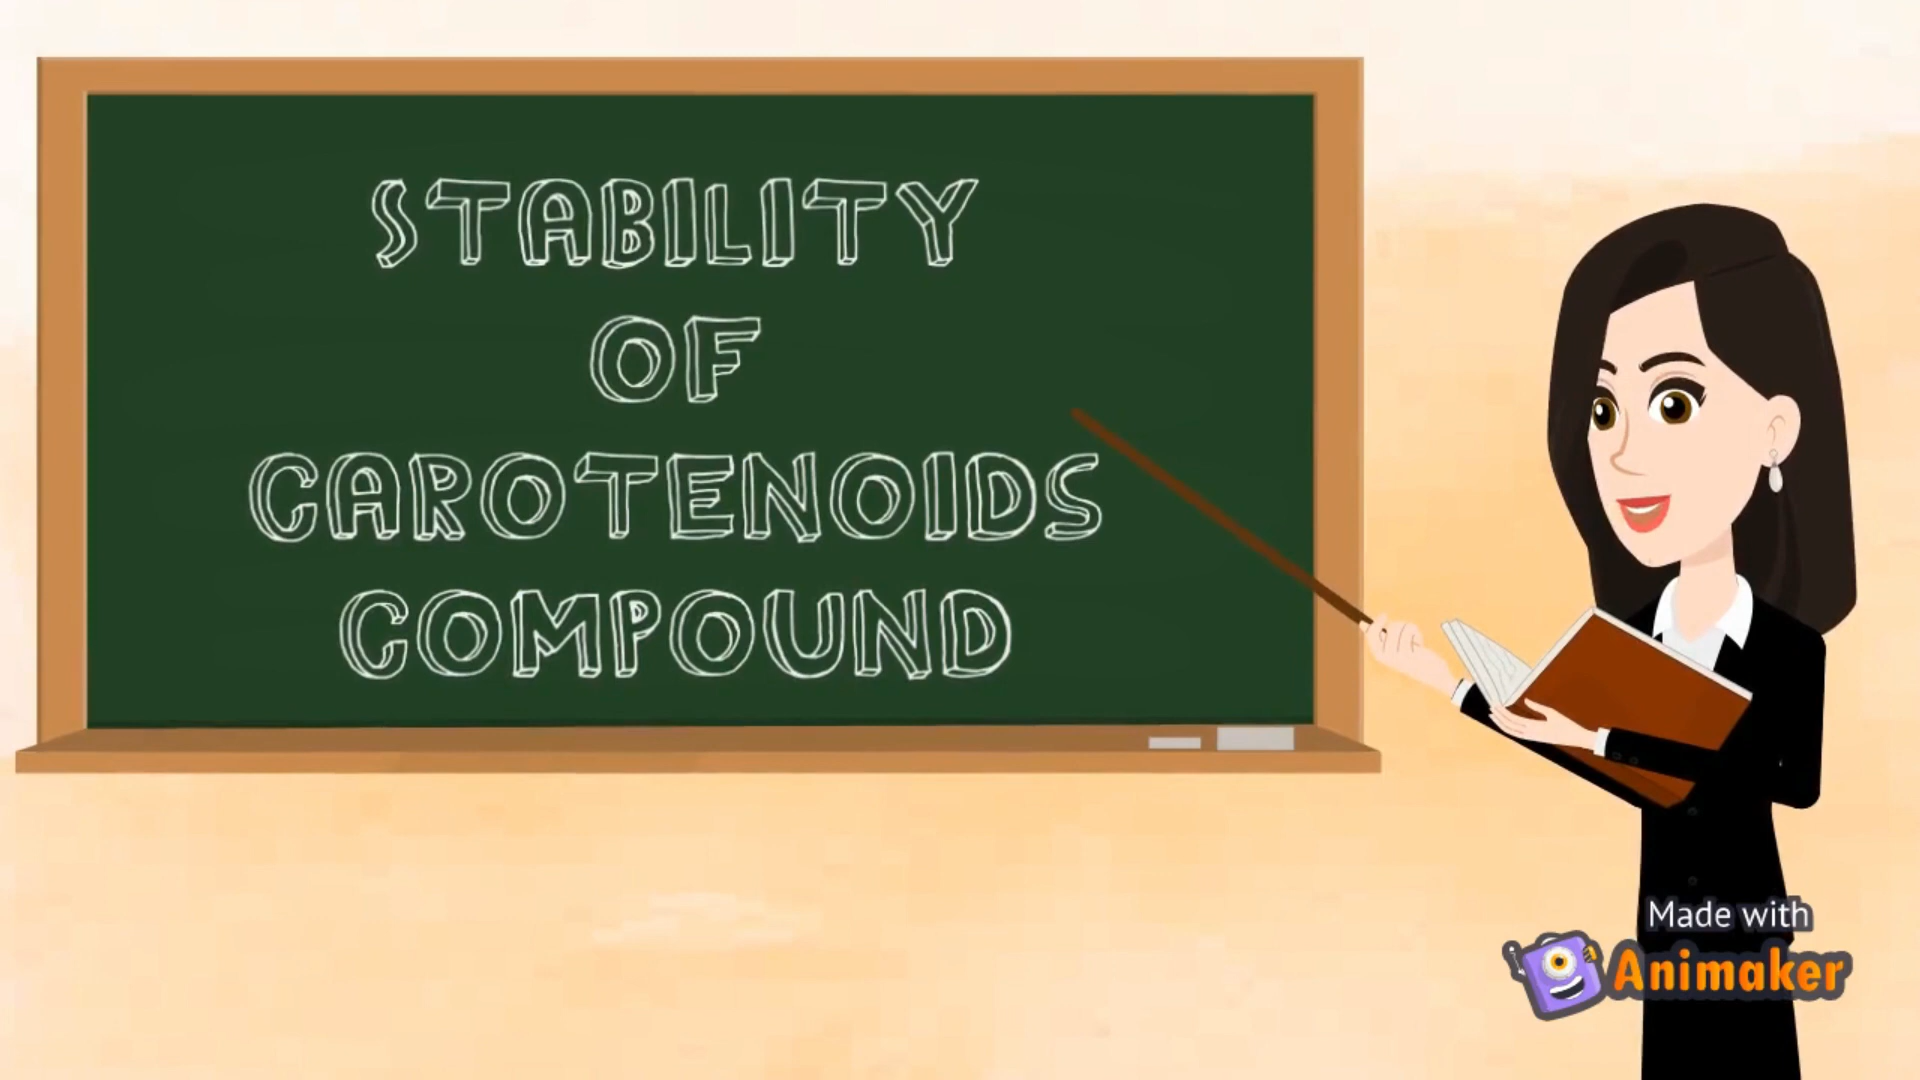 STABILITY
OF
CAROTENOIDS
COMPOUND
Made with
Animaker